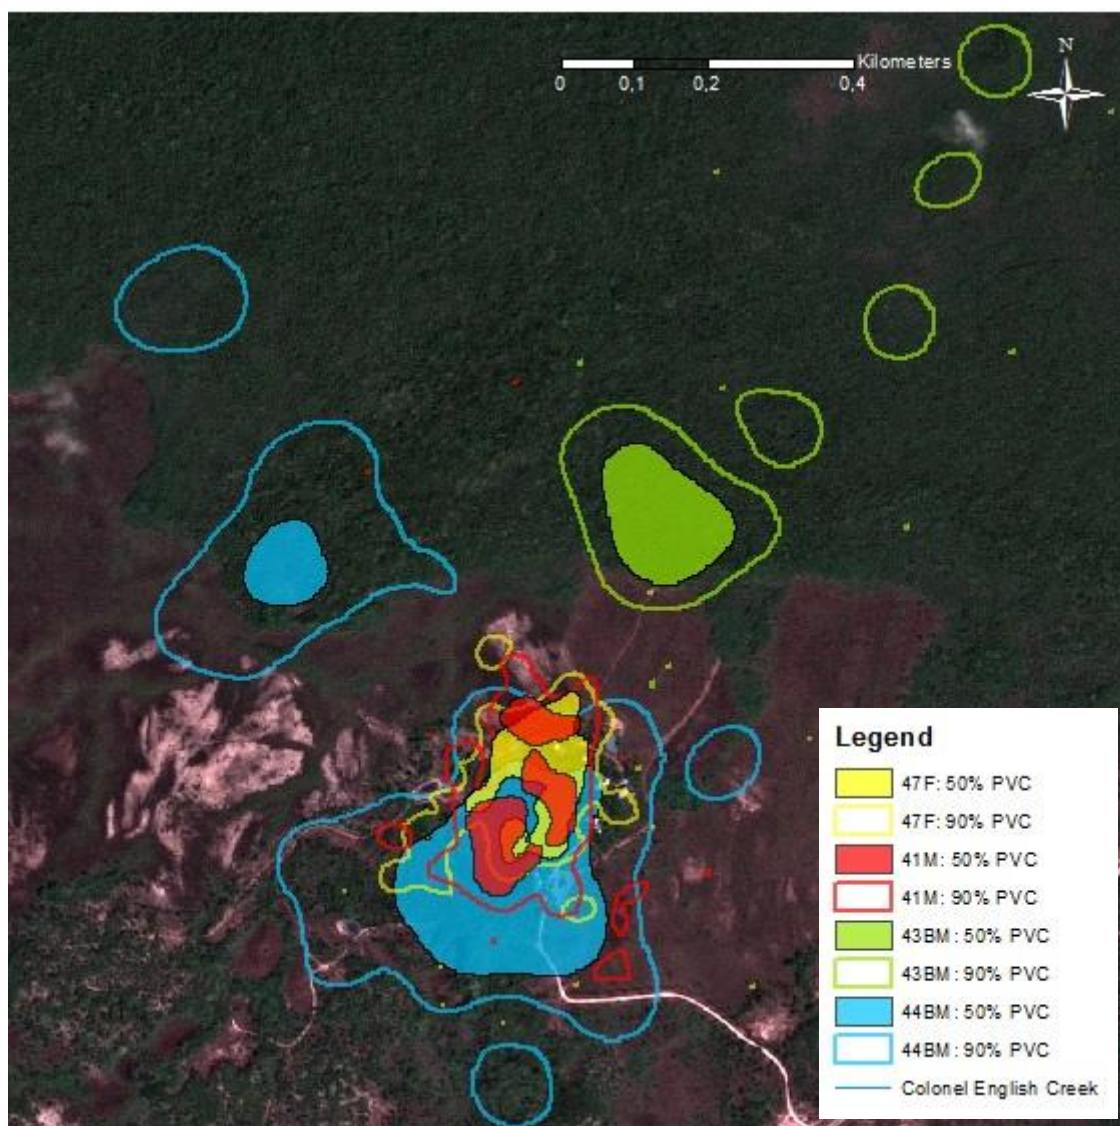 N
Kilometers
0 0,1 0,2 0,4
Legend
47F: 50% PVC
47F: 90% PVC
41M: 50% PVC
41M: 90% PVC
43BM: 50% PVC
43BM: 90% PVC
44BM: 50% PVC
44BM: 90% PVC
Colonel English Creek